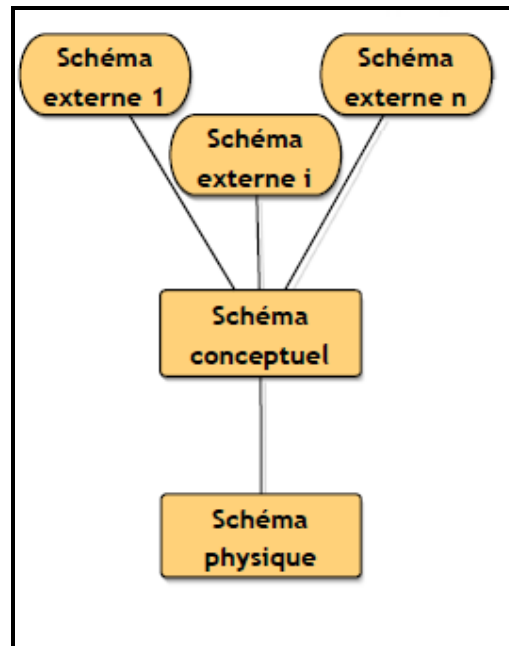 Schéma
externe 1
Schéma
externe n
Schéma
externe i
Schéma
conceptuel
Schéma
physique